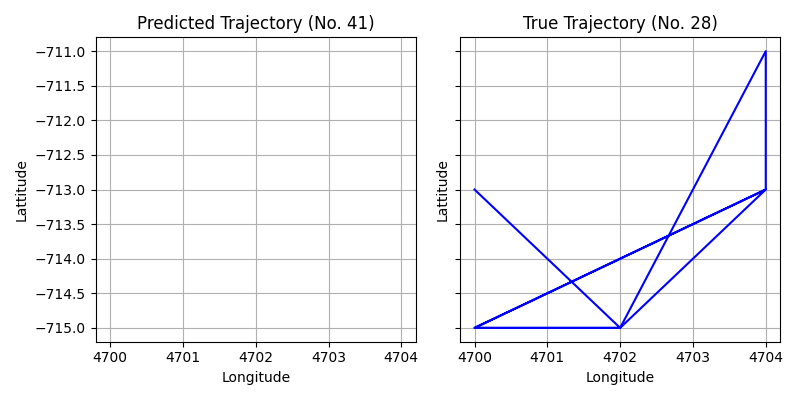 Predicted Trajectory (No. 41)
True Trajectory (No. 28)
−711.0
−711.5
−712.0
−712.5
−713.0
−713.5
−714.0
−714.5
−715.0
Lattitude
Lattitude
4700 4701 4702 4703 4704
4700 4701 4702 4703 4704
Longitude
Longitude